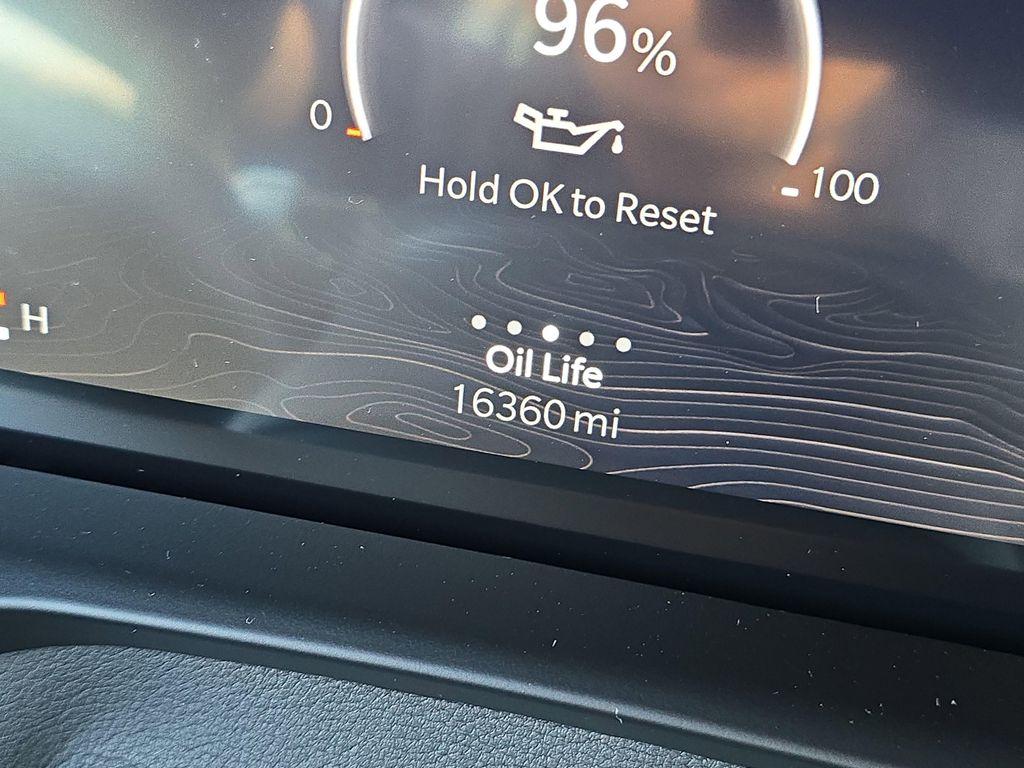 96%
0
100
Hold OK to Reset
H
Oil Life
16360 mi